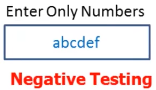 Enter Only Numbers
abcdef
Negative Testing